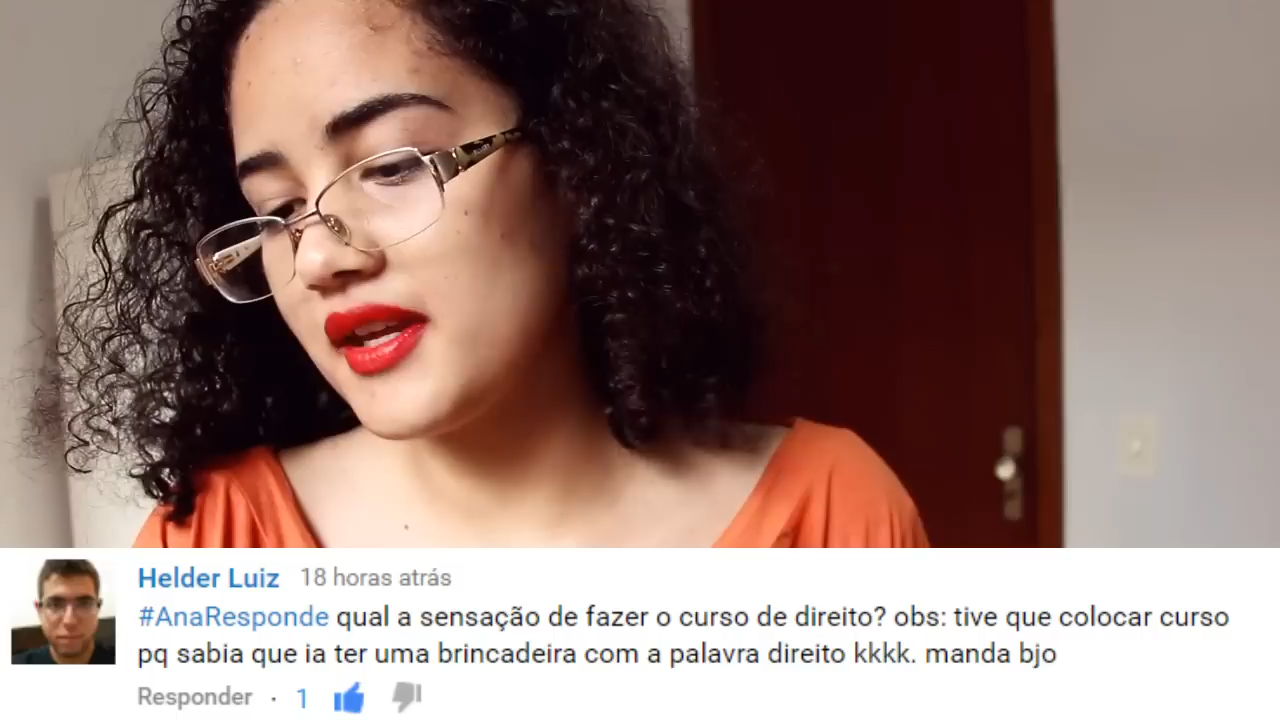 Helder Luiz 18 horas atrás
#AnaResponde qual a sensação de fazer o curso de direito? obs: tive que colocar curso
pq sabia que ia ter uma brincadeira com a palavra direito kkkk. manda bjo
Responder · 1